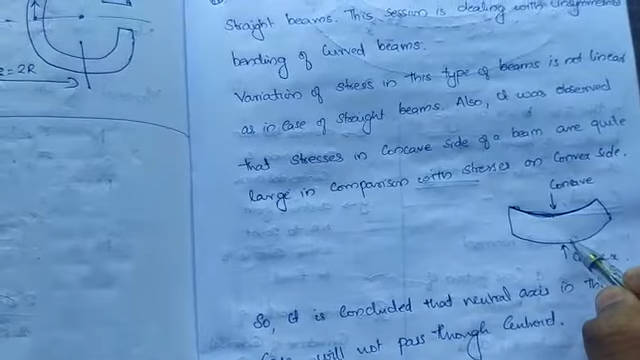 e = 2R
Straight beams. This session is dealing with unsymmetrical
bending of curved beams.
Variation of stress in this type of beams is not linear
as in case of straight beams. Also, it was observed
that stresses in concave side of a beam are quite
large in comparison with stresses on convex side.
Concave
So, it is concluded that neutral axis in this
case will not pass through Centroid.